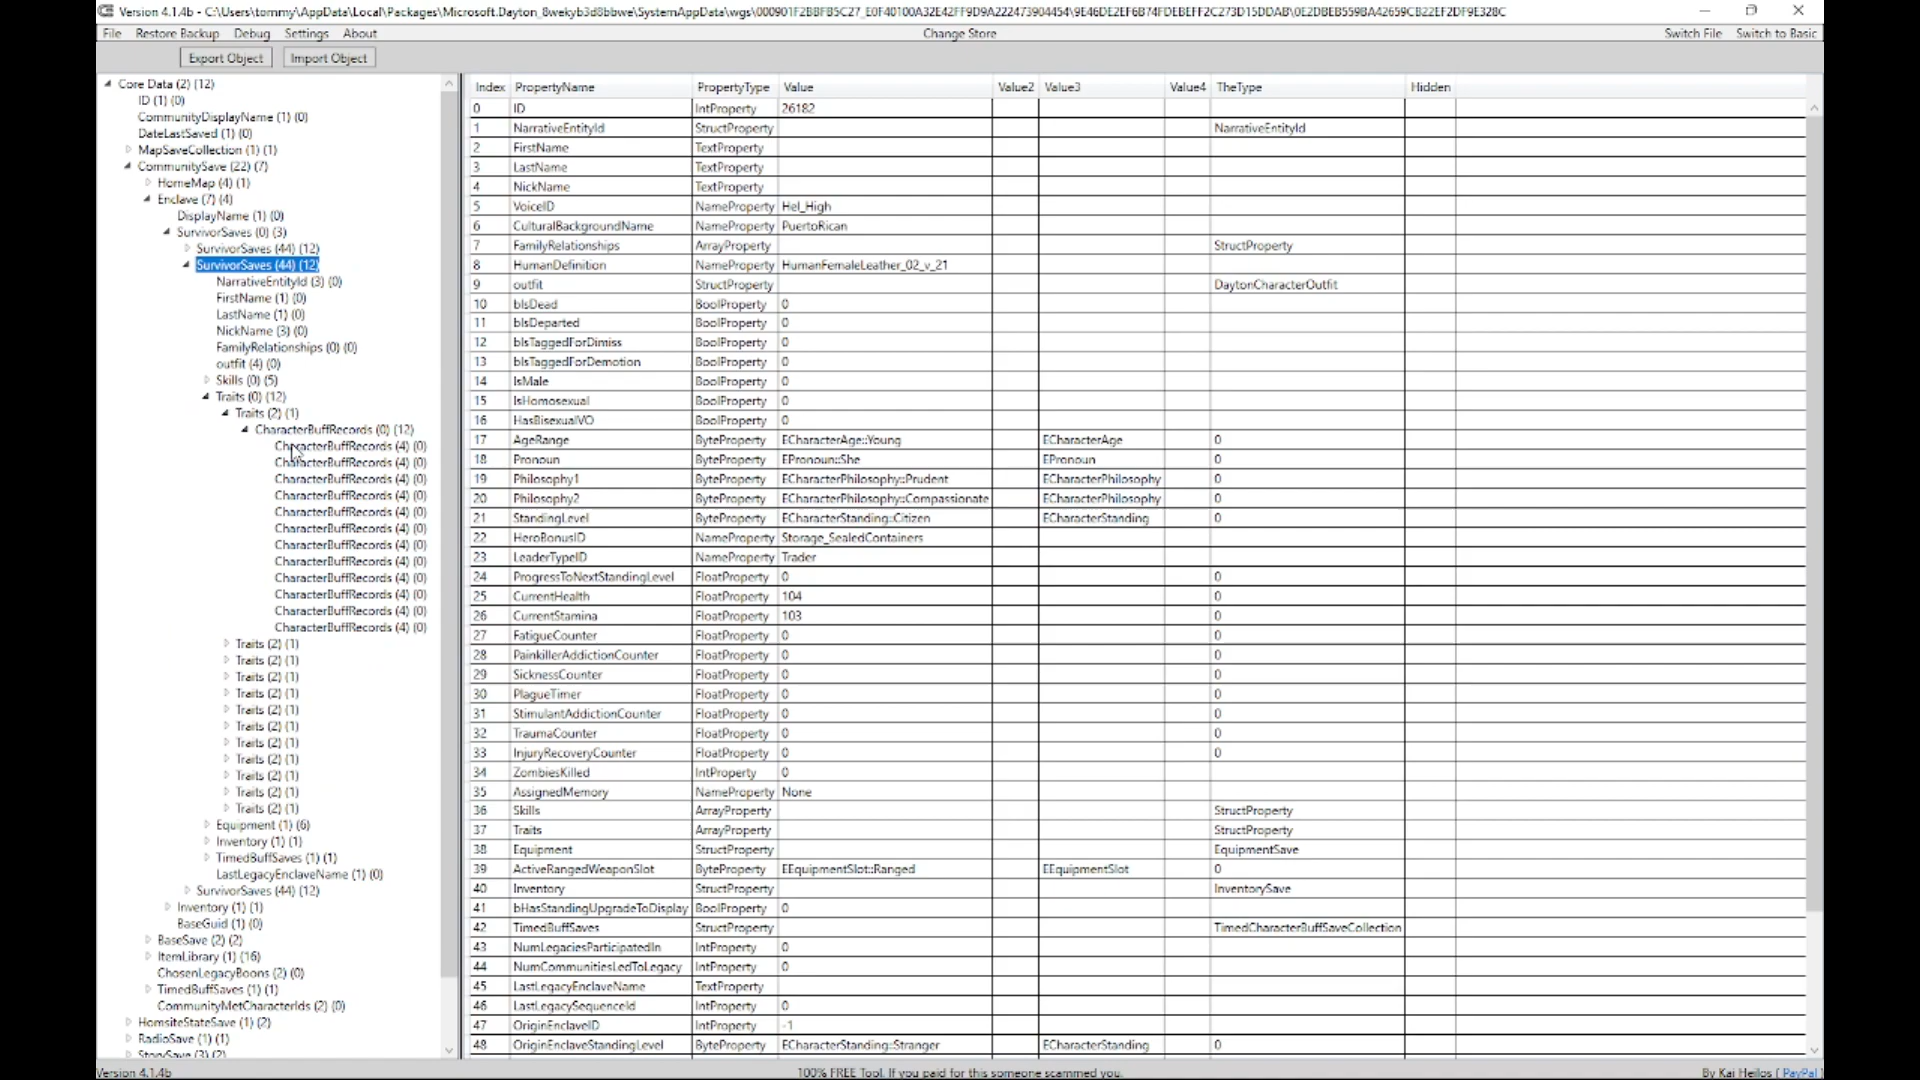 Version 4.1.4b - C:\Users\tommy\AppData\Local\Packages\Microsoft.Dayton_8wekyb3d8bbwe\SystemAppData\wgs\000901F2BBFB5C27_E0F40100A32E42FF9D9A222473904454\9E46DE2EF6B74FDEBEFF2C273D15DDAB\0E2DBEB559BA42659CB22EF2DF9E328C
File Restore Backup Debug Settings About Change Store Switch File Switch to Basic
Export Object Import Object
Core Data (2) (12)
ID (1) (0)
CommunityDisplayName (1) (0)
DateLastSaved (1) (0)
MapSaveCollection (1) (1)
CommunitySave (22) (7)
HomeMap (4) (1)
Enclave (7) (4)
DisplayName (1) (0)
SurvivorSaves (0) (3)
SurvivorSaves (44) (12)
SurvivorSaves (44) (12)
NarrativeEntityId (3) (0)
FirstName (1) (0)
LastName (1) (0)
NickName (3) (0)
FamilyRelationships (0) (0)
outfit (4) (0)
Skills (0) (5)
Traits (0) (12)
Traits (2) (1)
CharacterBuffRecords (0) (12)
CharacterBuffRecords (4) (0)
CharacterBuffRecords (4) (0)
CharacterBuffRecords (4) (0)
CharacterBuffRecords (4) (0)
CharacterBuffRecords (4) (0)
CharacterBuffRecords (4) (0)
CharacterBuffRecords (4) (0)
CharacterBuffRecords (4) (0)
CharacterBuffRecords (4) (0)
CharacterBuffRecords (4) (0)
CharacterBuffRecords (4) (0)
CharacterBuffRecords (4) (0)
Traits (2) (1)
Traits (2) (1)
Traits (2) (1)
Traits (2) (1)
Traits (2) (1)
Traits (2) (1)
Traits (2) (1)
Traits (2) (1)
Traits (2) (1)
Traits (2) (1)
Traits (2) (1)
Equipment (1) (6)
Inventory (1) (1)
TimedBuffSaves (1) (1)
LastLegacyEnclaveName (1) (0)
SurvivorSaves (44) (12)
Inventory (1) (1)
BaseGuid (1) (0)
BaseSave (2) (2)
ItemLibrary (1) (16)
ChosenLegacyBoons (2) (0)
TimedBuffSaves (1) (1)
CommunityMetCharacterIds (2) (0)
HomsiteStateSave (1) (2)
RadioSave (1) (1)
StorySave (3) (2)
Index PropertyName PropertyType Value Value2 Value3 Value4 TheType Hidden
0 ID IntProperty 26182
1 NarrativeEntityId StructProperty NarrativeEntityId
2 FirstName TextProperty
3 LastName TextProperty
4 NickName TextProperty
5 VoiceID NameProperty Hel_High
6 CulturalBackgroundName NameProperty PuertoRican
7 FamilyRelationships ArrayProperty StructProperty
8 HumanDefinition NameProperty HumanFemaleLeather_02_v_21
9 outfit StructProperty DaytonCharacterOutfit
10 bIsDead BoolProperty 0
11 bIsDeparted BoolProperty 0
12 bIsTaggedForDimiss BoolProperty 0
13 bIsTaggedForDemotion BoolProperty 0
14 IsMale BoolProperty 0
15 IsHomosexual BoolProperty 0
16 HasBisexualVO BoolProperty 0
17 AgeRange ByteProperty ECharacterAge::Young ECharacterAge 0
18 Pronoun ByteProperty EPronoun::She EPronoun 0
19 Philosophy1 ByteProperty ECharacterPhilosophy::Prudent ECharacterPhilosophy 0
20 Philosophy2 ByteProperty ECharacterPhilosophy::Compassionate ECharacterPhilosophy 0
21 StandingLevel ByteProperty ECharacterStanding::Citizen ECharacterStanding 0
22 HeroBonusID NameProperty Storage_SealedContainers
23 LeaderTypeID NameProperty Trader
24 ProgressToNextStandingLevel FloatProperty 0 0
25 CurrentHealth FloatProperty 104 0
26 CurrentStamina FloatProperty 103 0
27 FatigueCounter FloatProperty 0 0
28 PainkillerAddictionCounter FloatProperty 0 0
29 SicknessCounter FloatProperty 0 0
30 PlagueTimer FloatProperty 0 0
31 StimulantAddictionCounter FloatProperty 0 0
32 TraumaCounter FloatProperty 0 0
33 InjuryRecoveryCounter FloatProperty 0 0
34 ZombiesKilled IntProperty 0
35 AssignedMemory NameProperty None
36 Skills ArrayProperty StructProperty
37 Traits ArrayProperty StructProperty
38 Equipment StructProperty EquipmentSave
39 ActiveRangedWeaponSlot ByteProperty EEquipmentSlot::Ranged EEquipmentSlot 0
40 Inventory StructProperty InventorySave
41 bHasStandingUpgradeToDisplay BoolProperty 0
42 TimedBuffSaves StructProperty TimedCharacterBuffSaveCollection
43 NumLegaciesParticipatedIn IntProperty 0
44 NumCommunitiesLedToLegacy IntProperty 0
45 LastLegacyEnclaveName TextProperty
46 LastLegacySequenceId IntProperty 0
47 OriginEnclaveID IntProperty -1
48 OriginEnclaveStandingLevel ByteProperty ECharacterStanding::Stranger ECharacterStanding 0
Version 4.1.4b 100% FREE Tool. If you paid for this someone scammed you. By Kai Heilos ( PayPal )